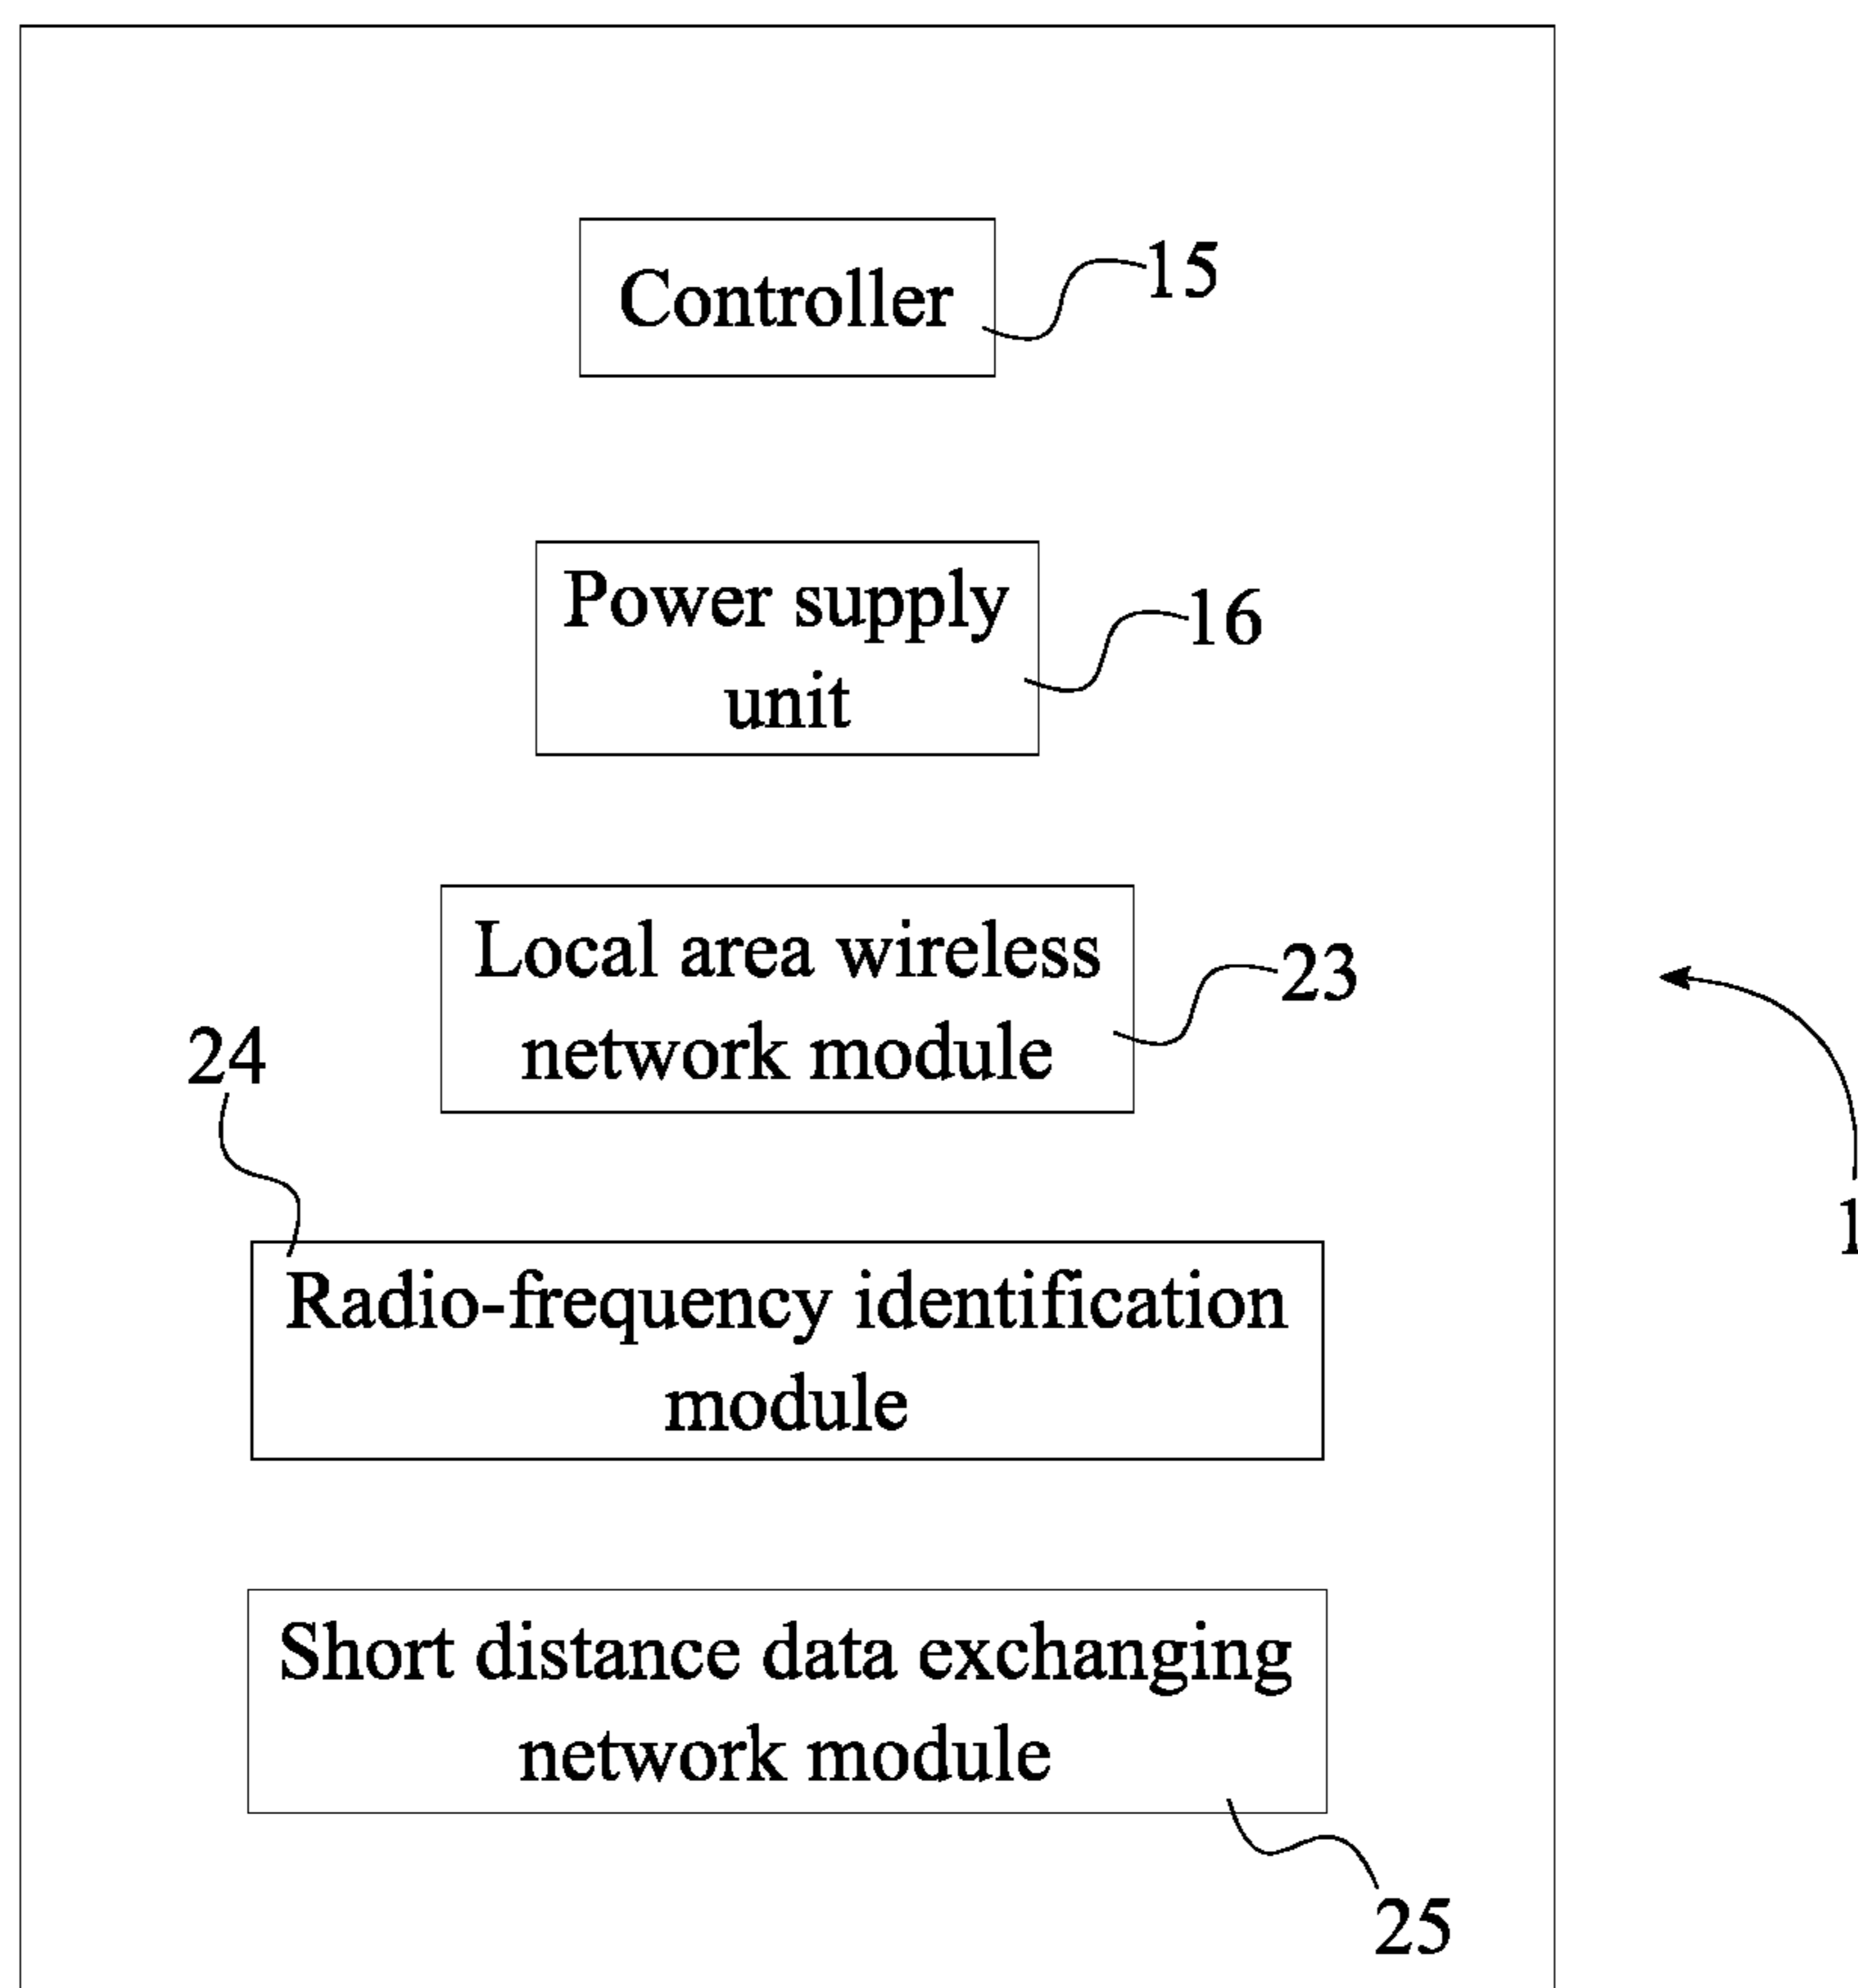 Controller
15
Power supply
unit
16
Local area wireless
network module
23
24
Radio-frequency identification
module
Short distance data exchanging
network module
25
1